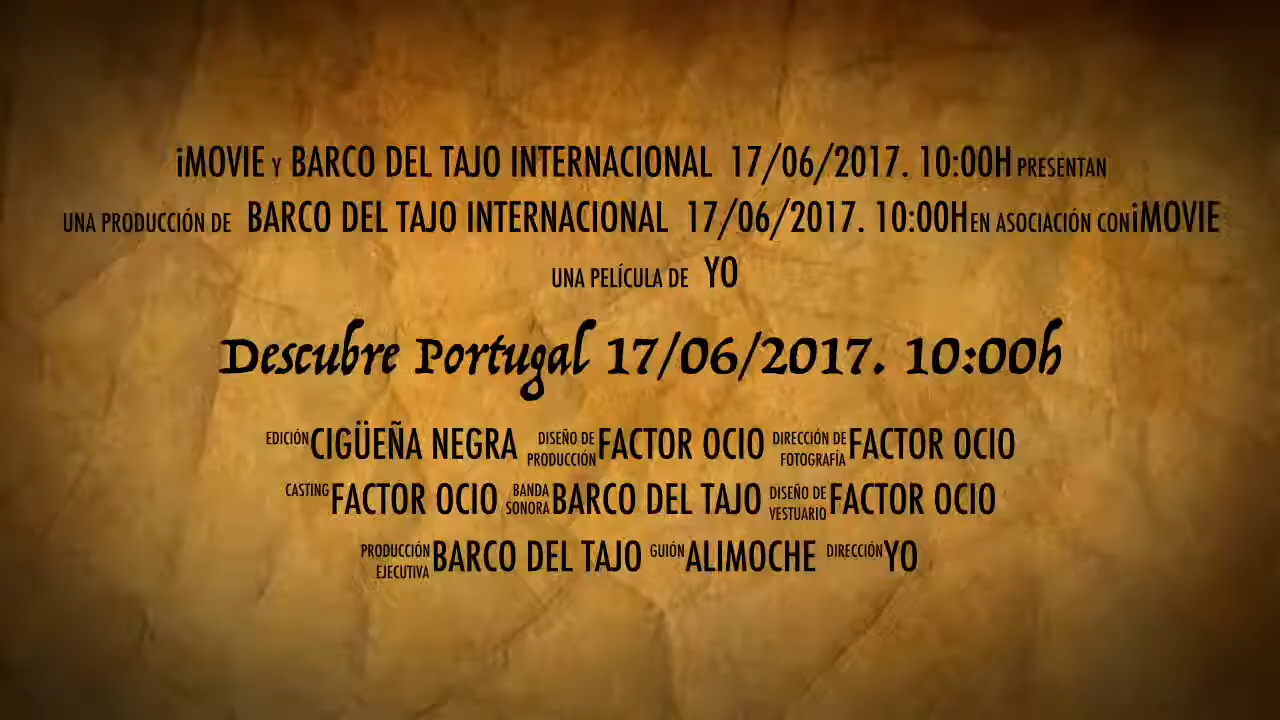 iMOVIE Y BARCO DEL TAJO INTERNACIONAL 17/06/2017. 10:00H PRESENTAN
UNA PRODUCCIÓN DE BARCO DEL TAJO INTERNACIONAL 17/06/2017. 10:00H EN ASOCIACIÓN CON iMOVIE
UNA PELÍCULA DE YO
Descubre Portugal 17/06/2017. 10:00h
EDICIÓN CIGÜEÑA NEGRA DISEÑO DE PRODUCCIÓN FACTOR OCIO DIRECCIÓN DE FOTOGRAFÍA FACTOR OCIO
CASTING FACTOR OCIO BANDA SONORA BARCO DEL TAJO DISEÑO DE VESTUARIO FACTOR OCIO
PRODUCCIÓN EJECUTIVA BARCO DEL TAJO GUIÓN ALIMOCHE DIRECCIÓN YO